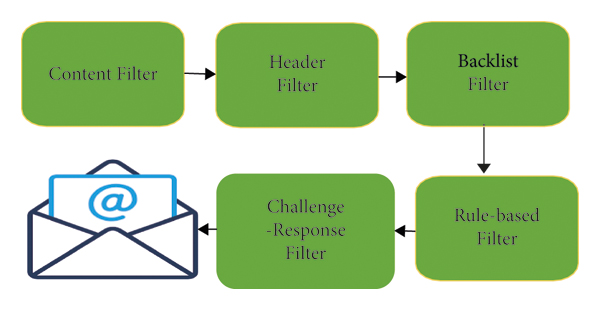 Content Filter
Header
Filter
Backlist
Filter
Rule-based
Filter
Challenge
-Response
Filter
@